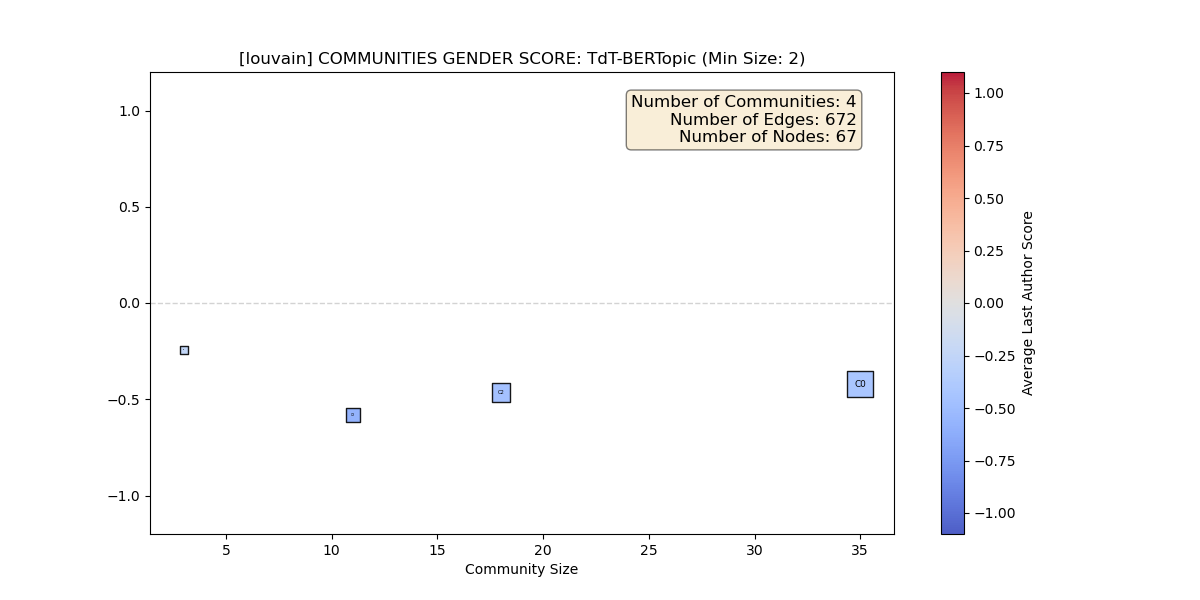 [louvain] COMMUNITIES GENDER SCORE: TdT-BERTopic (Min Size: 2)
Number of Communities: 4
Number of Edges: 672
Number of Nodes: 67
1.0
0.5
0.0
−0.5
−1.0
C0
C2
5
10
15
20
25
30
35
Community Size
1.00
0.75
0.50
0.25
0.00
−0.25
−0.50
−0.75
−1.00
Average Last Author Score